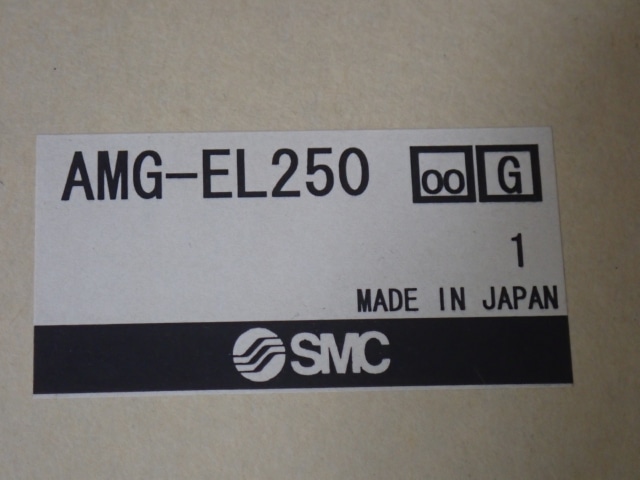 AMG-EL250 oo G
1
MADE IN JAPAN
SMC